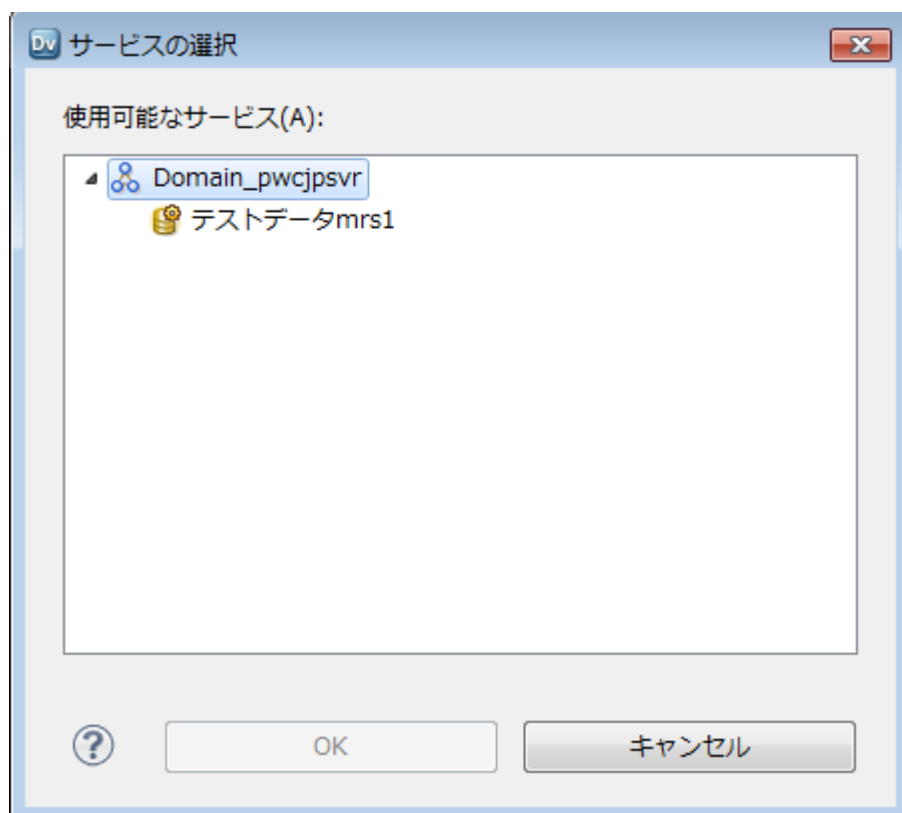 Dv サービスの選択
使用可能なサービス(A):
Domain_pwcjpsvr
テストデータmrs1
?
OK
キャンセル